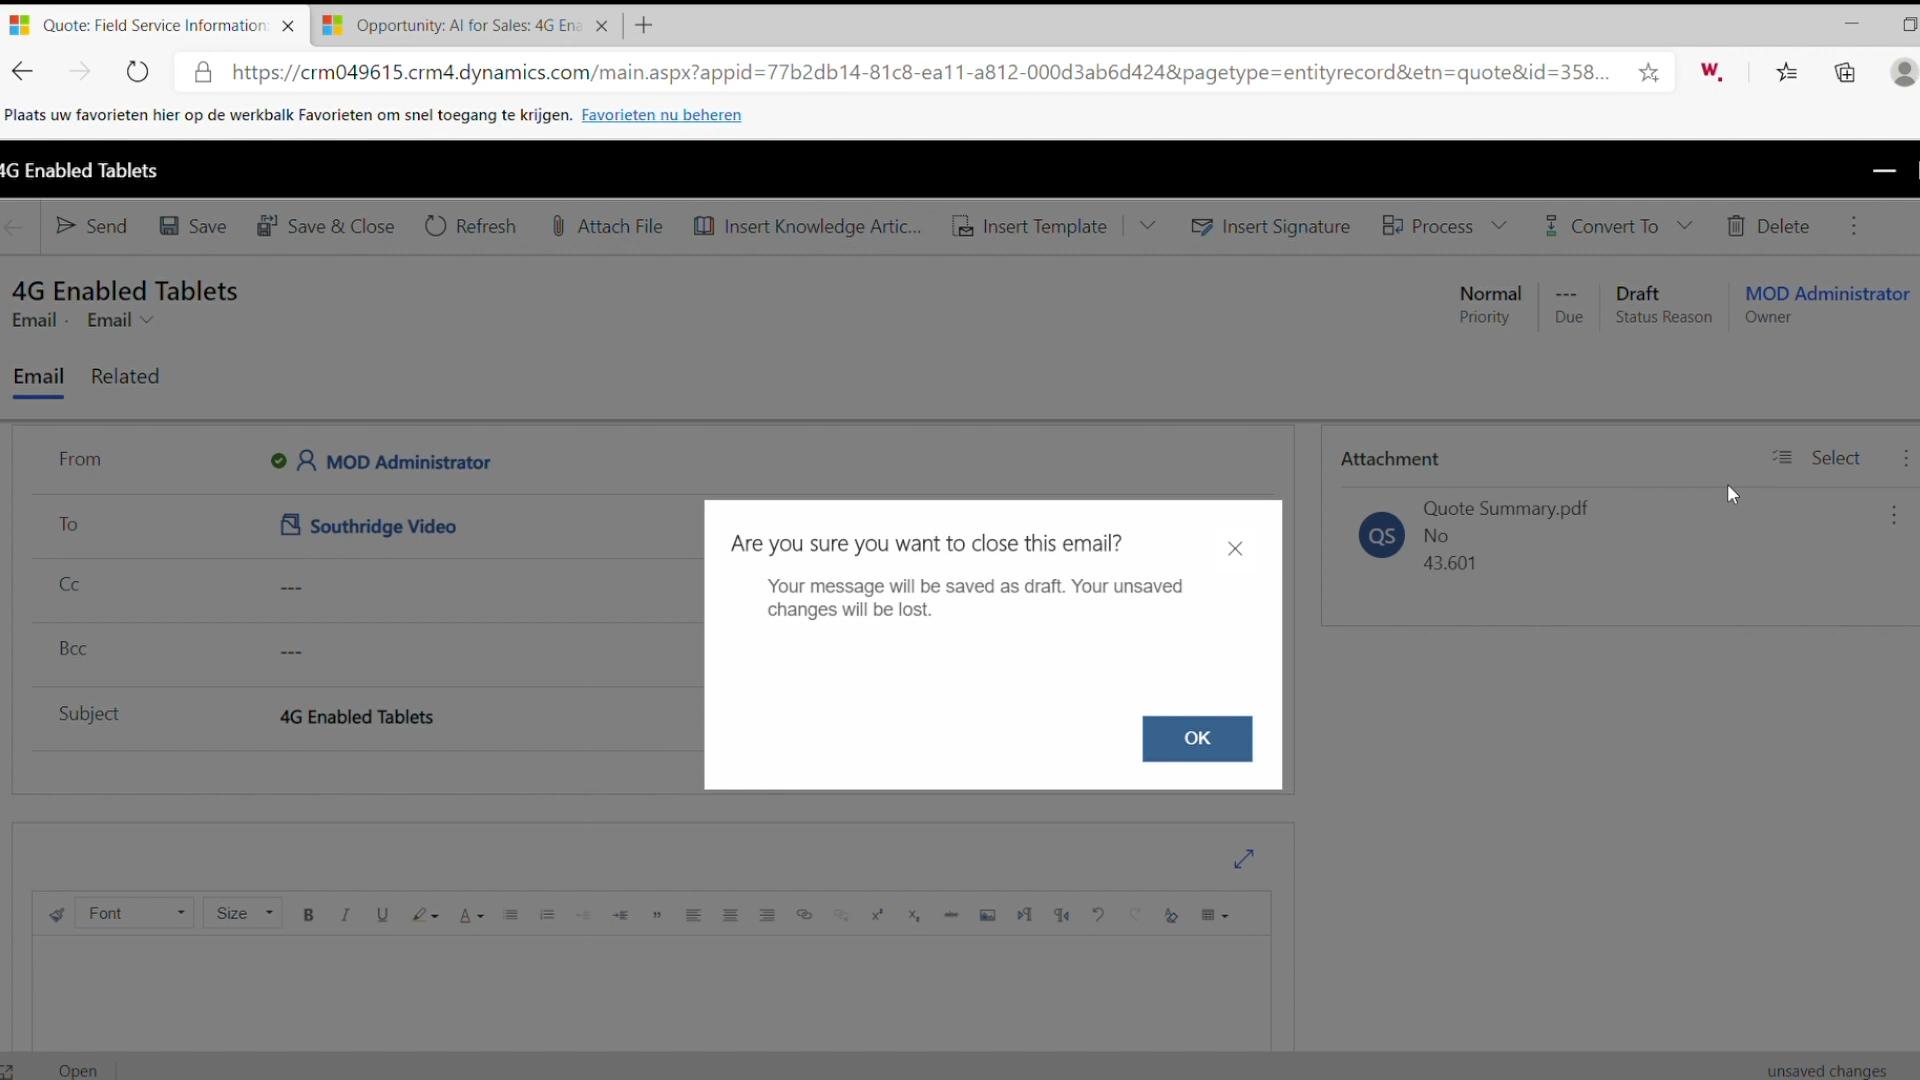 Quote: Field Service Information:
Opportunity: AI for Sales: 4G Ena
https://crm049615.crm4.dynamics.com/main.aspx?appid=77b2db14-81c8-ea11-a812-000d3ab6d424&pagetype=entityrecord&etn=quote&id=358...
W.
Plaats uw favorieten hier op de werkbalk Favorieten om snel toegang te krijgen. Favorieten nu beheren
4G Enabled Tablets
Send Save Save & Close Refresh Attach File Insert Knowledge Artic... Insert Template Insert Signature Process Convert To Delete
4G Enabled Tablets
Email · Email
Normal --- Draft MOD Administrator
Priority Due Status Reason Owner
Email Related
From MOD Administrator
To Southridge Video
Cc ---
Bcc ---
Subject 4G Enabled Tablets
Attachment Select
QS
Quote Summary.pdf
No
43.601
Are you sure you want to close this email?
Your message will be saved as draft. Your unsaved
changes will be lost.
OK
Font Size B I U A
Open unsaved changes